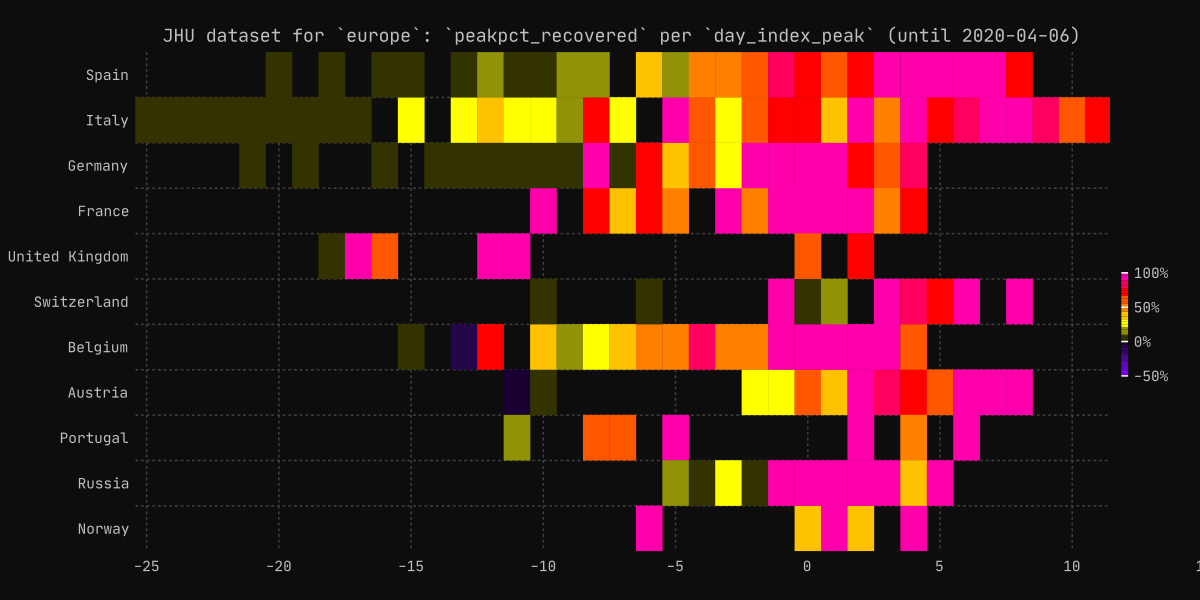 JHU dataset for `europe`: `peakpct_recovered` per `day_index_peak` (until 2020-04-06)
Spain
Italy
Germany
France
United Kingdom
Switzerland
Belgium
Austria
Portugal
Russia
Norway
100%
50%
0%
-50%
-25 -20 -15 -10 -5 0 5 10 1